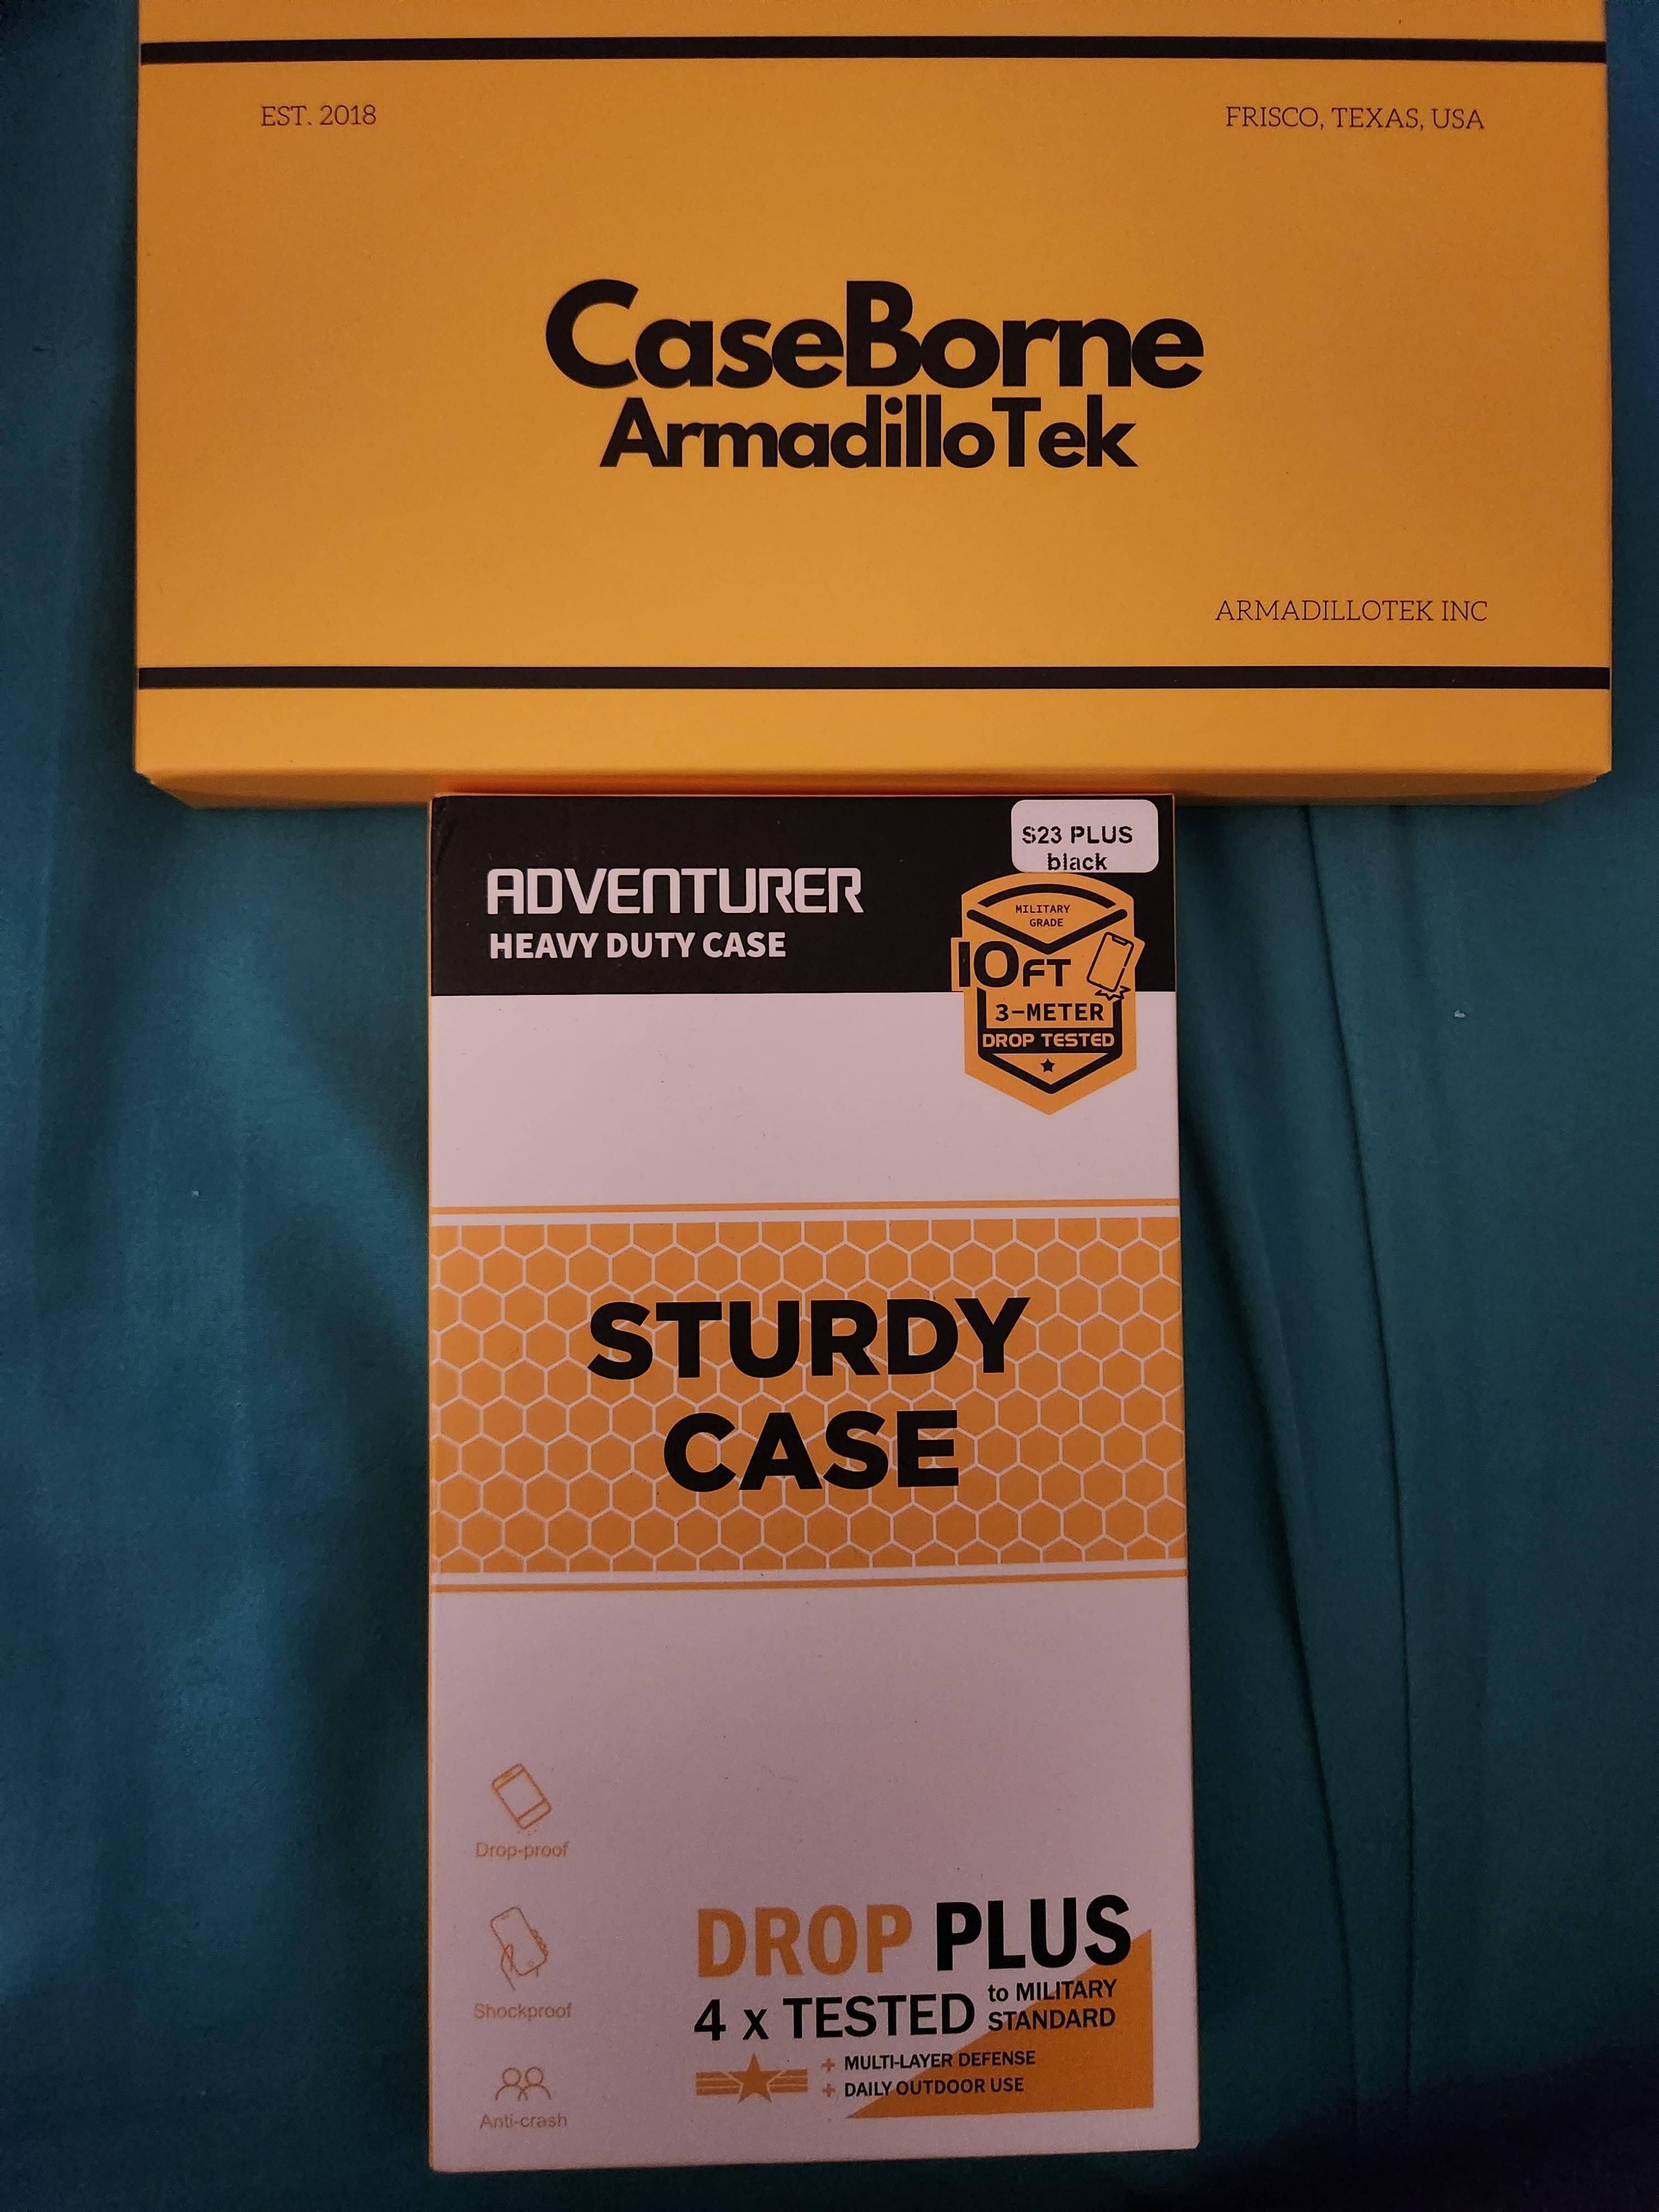 EST. 2018
FRISCO, TEXAS, USA
CaseBorne
ArmadilloTek
ARMADILLOTEK INC
S23 PLUS
black
ADVENTURER
HEAVY DUTY CASE
MILITARY
GRADE
10FT
3-METER
DROP TESTED
STURDY
CASE
Drop-proof
Shockproof
Anti-crash
DROP PLUS
4 x TESTED
to MILITARY
STANDARD
+ MULTI-LAYER DEFENSE
+ DAILY OUTDOOR USE